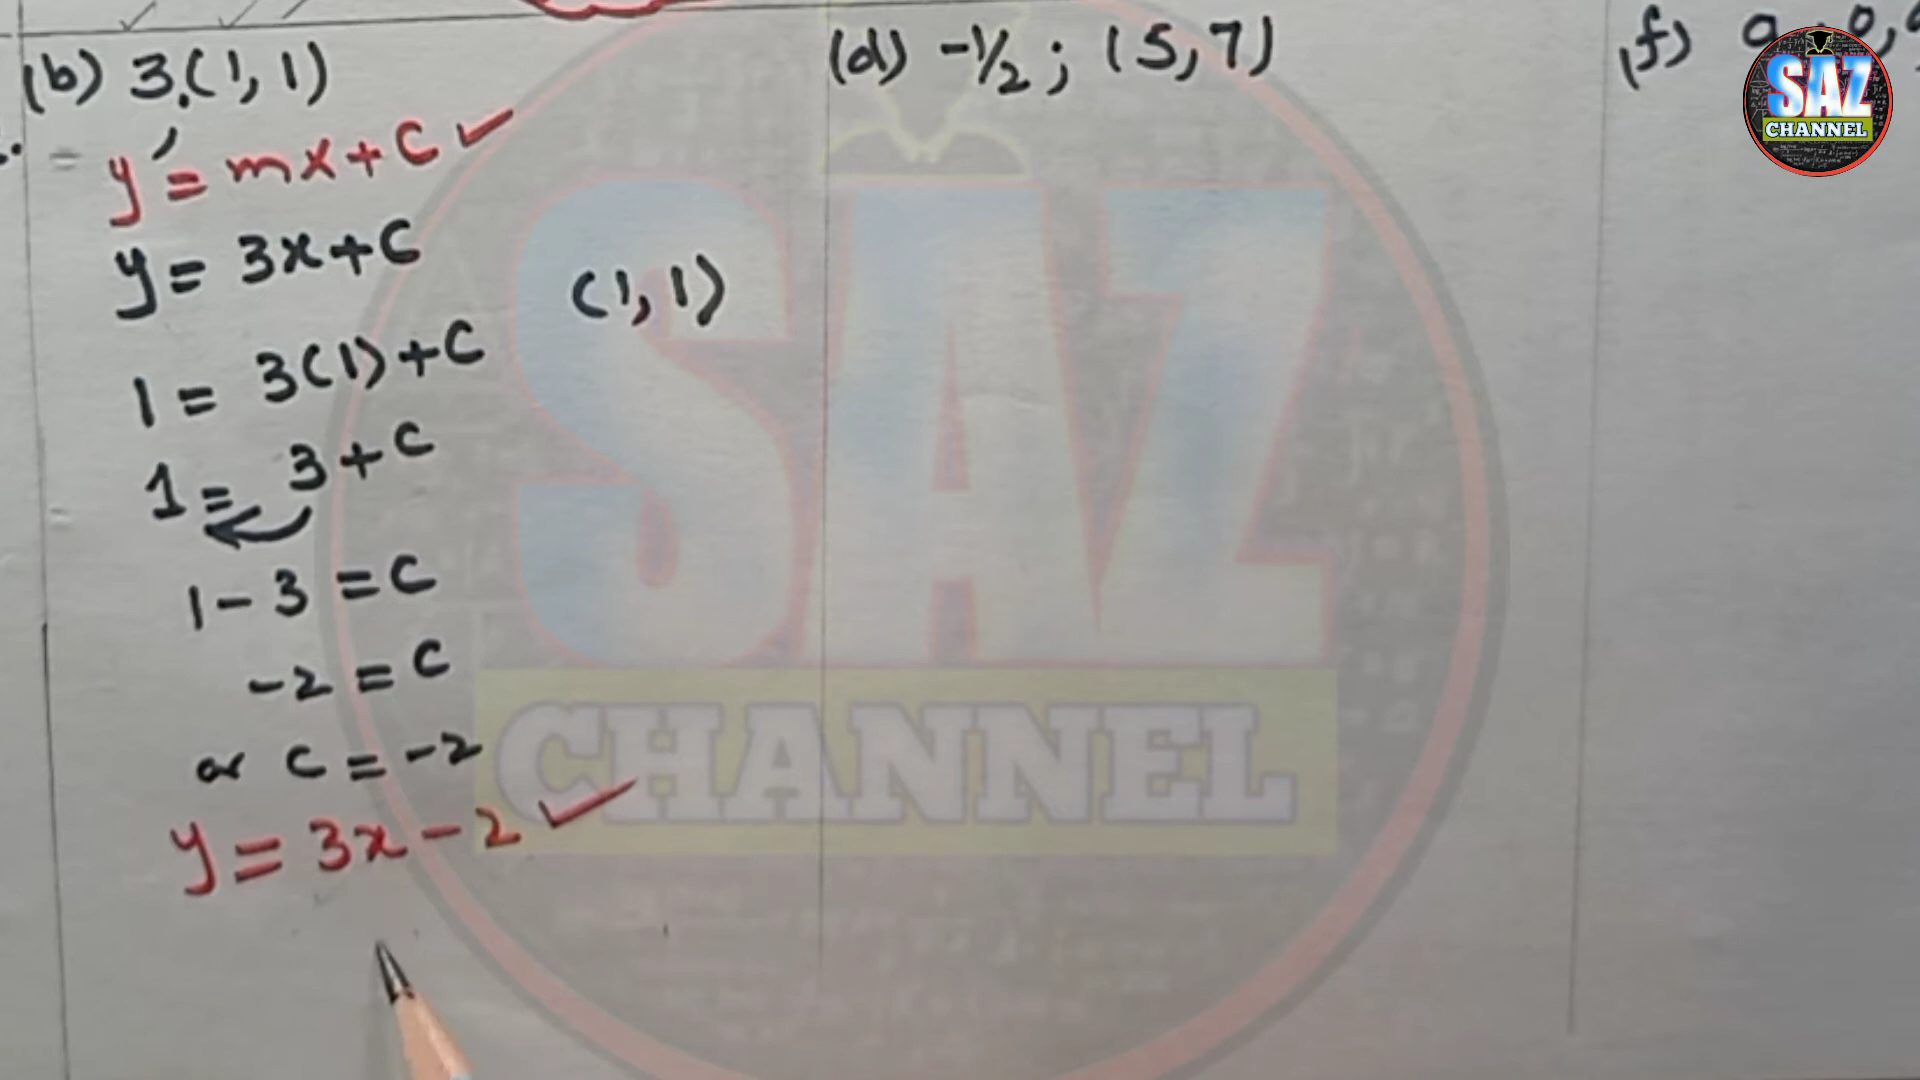 (b) 3,(1,1)
y = mx+c ✓
y = 3x+c
(1,1)
1 = 3(1)+c
1 = 3+c
1-3 = c
-2 = c
or c = -2
y = 3x-2 ✓
(d) -1/2 ; (5,7)
(f)
SAZ
CHANNEL
SAZ
CHANNEL